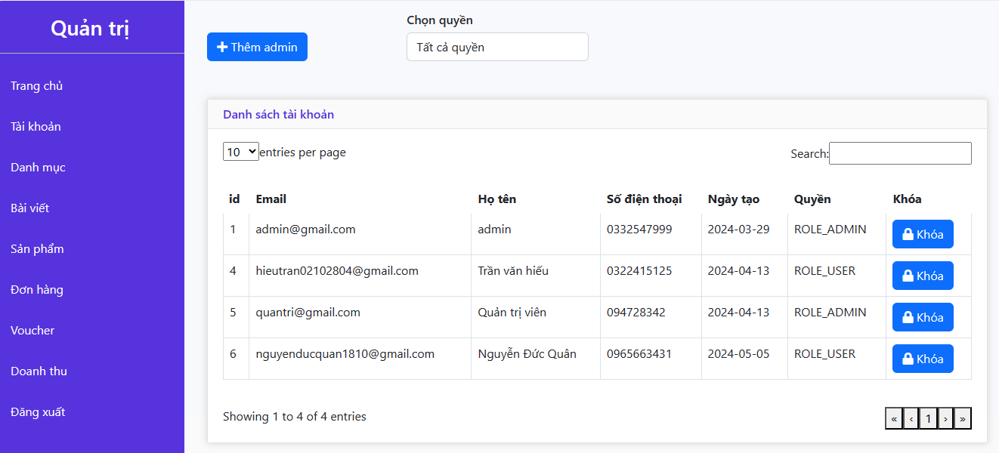 Quản trị
Trang chủ
Tài khoản
Danh mục
Bài viết
Sản phẩm
Đơn hàng
Voucher
Doanh thu
Đăng xuất
Thêm admin
Chọn quyền
Tất cả quyền
Danh sách tài khoản
10 entries per page
Search:
id Email Họ tên Số điện thoại Ngày tạo Quyền Khóa
1 admin@gmail.com admin 0332547999 2024-03-29 ROLE_ADMIN Khóa
4 hieutran02102804@gmail.com Trần văn hiếu 0322415125 2024-04-13 ROLE_USER Khóa
5 quantri@gmail.com Quản trị viên 094728342 2024-04-13 ROLE_ADMIN Khóa
6 nguyenducquan1810@gmail.com Nguyễn Đức Quân 0965663431 2024-05-05 ROLE_USER Khóa
Showing 1 to 4 of 4 entries
« ‹ 1 › »